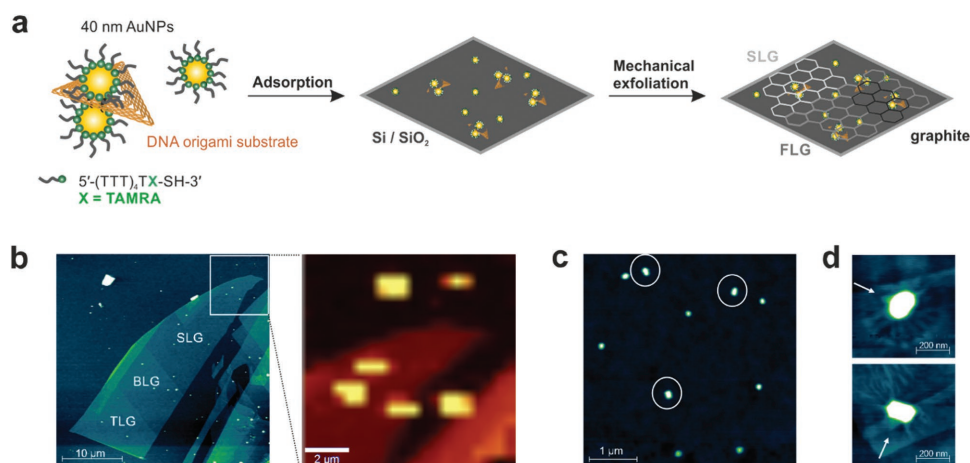 a
40 nm AuNPs
DNA origami substrate
5′-(TTT)₄TX-SH-3′
X = TAMRA
Adsorption
Si / SiO₂
Mechanical
exfoliation
SLG
FLG
graphite
b
SLG
BLG
TLG
10 µm
2 µm
c
1 µm
d
200 nm
200 nm